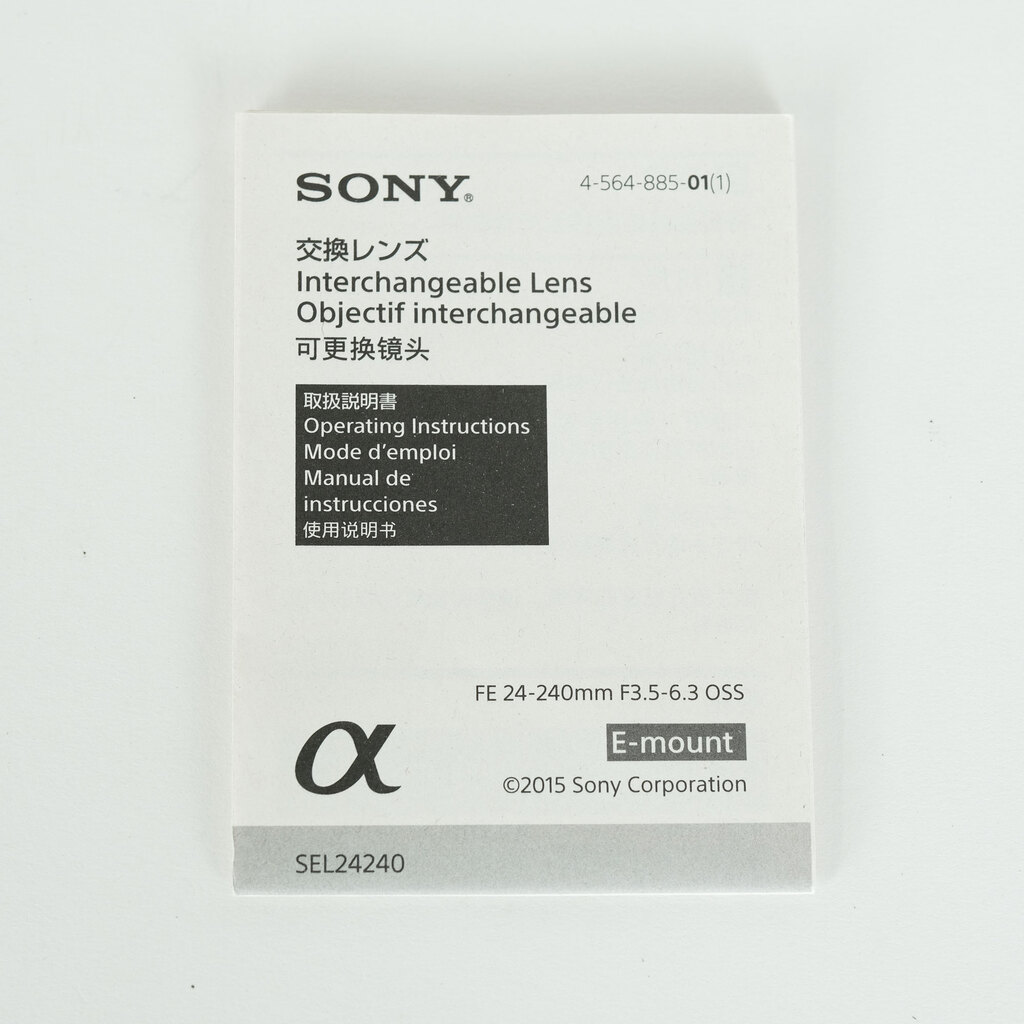 SONY®
4-564-885-01(1)
交換レンズ
Interchangeable Lens
Objectif interchangeable
可更换镜头
取扱説明書
Operating Instructions
Mode d'emploi
Manual de
instrucciones
使用说明书
FE 24-240mm F3.5-6.3 OSS
α
E-mount
©2015 Sony Corporation
SEL24240